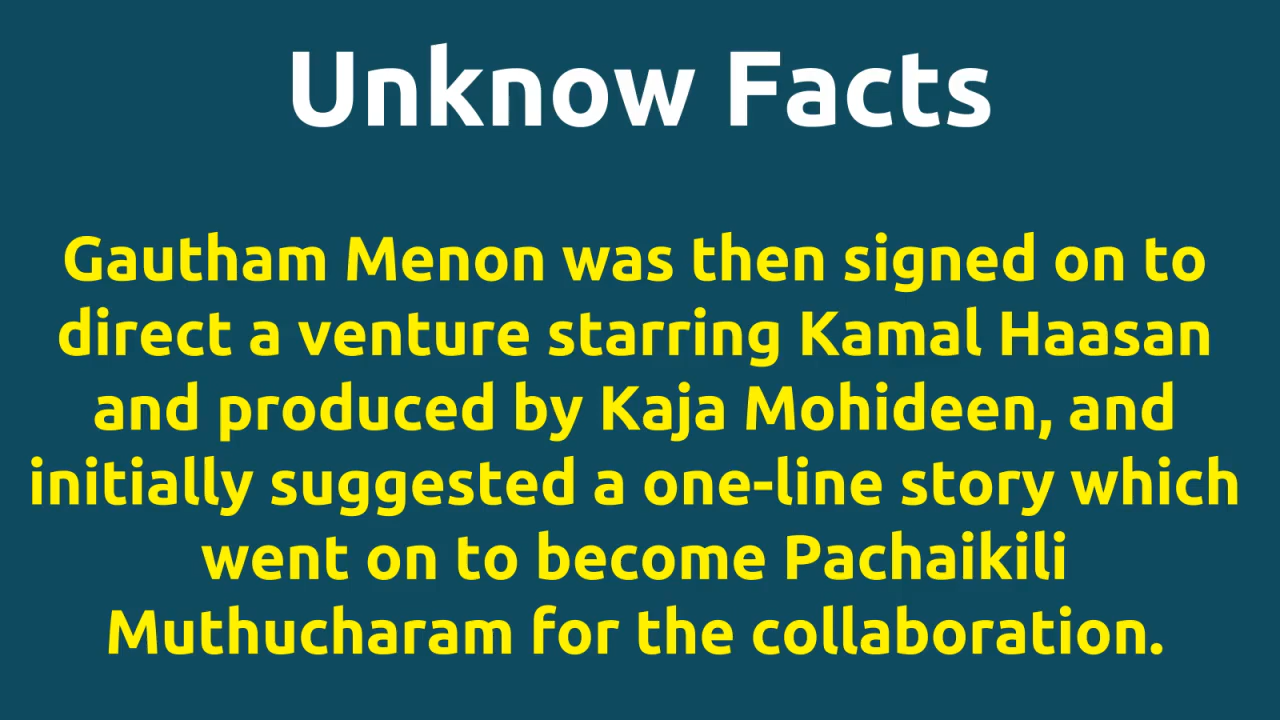 Unknow Facts
Gautham Menon was then signed on to
direct a venture starring Kamal Haasan
and produced by Kaja Mohideen, and
initially suggested a one-line story which
went on to become Pachaikili
Muthucharam for the collaboration.